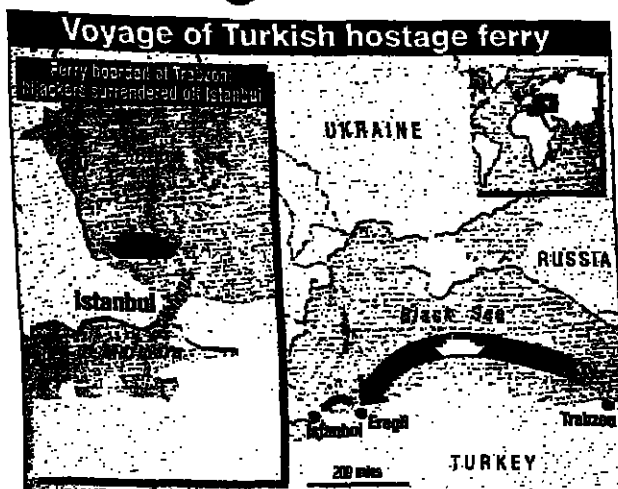 Voyage of Turkish hostage ferry
Ferry boarded at Trabzon;
hijackers surrendered off Istanbul
UKRAINE
RUSSIA
Istanbul
Black Sea
Istanbul
Eregli
Trabzon
200 miles
TURKEY